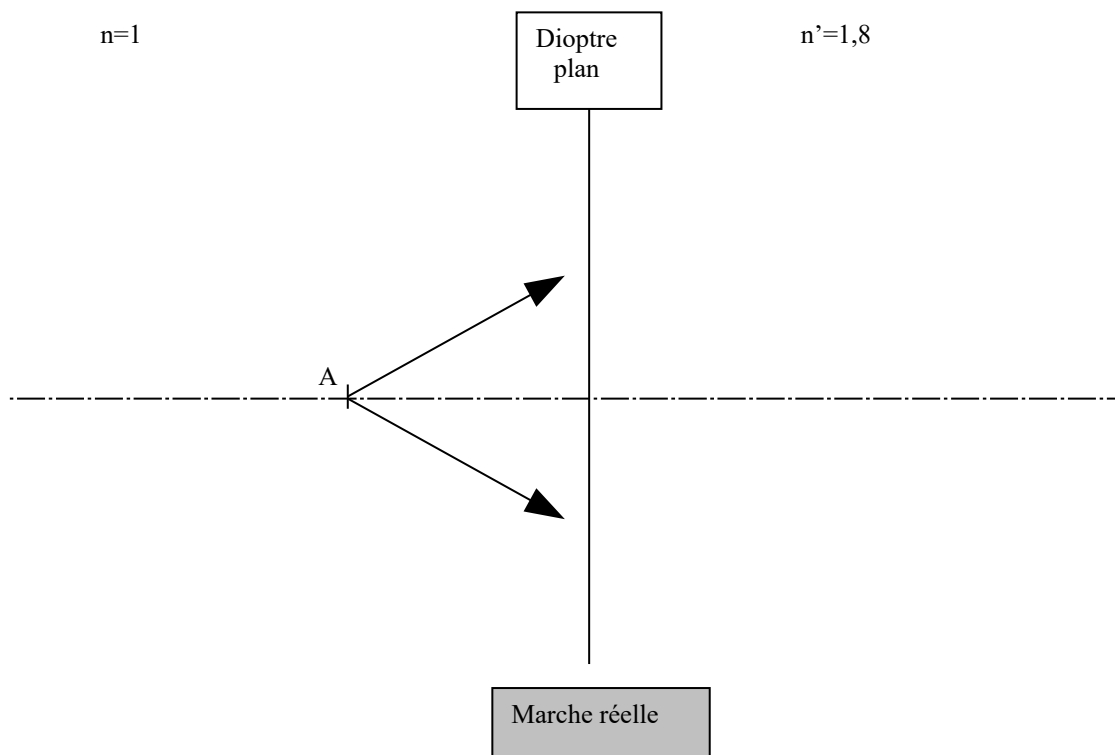 n=1
Dioptre
plan
n’=1,8
A
Marche réelle